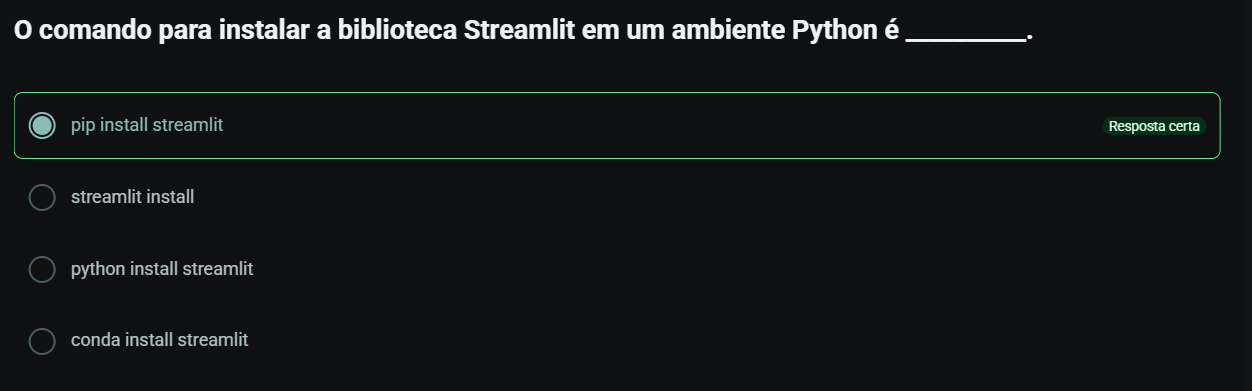 O comando para instalar a biblioteca Streamlit em um ambiente Python é __________.
pip install streamlit
Resposta certa
streamlit install
python install streamlit
conda install streamlit